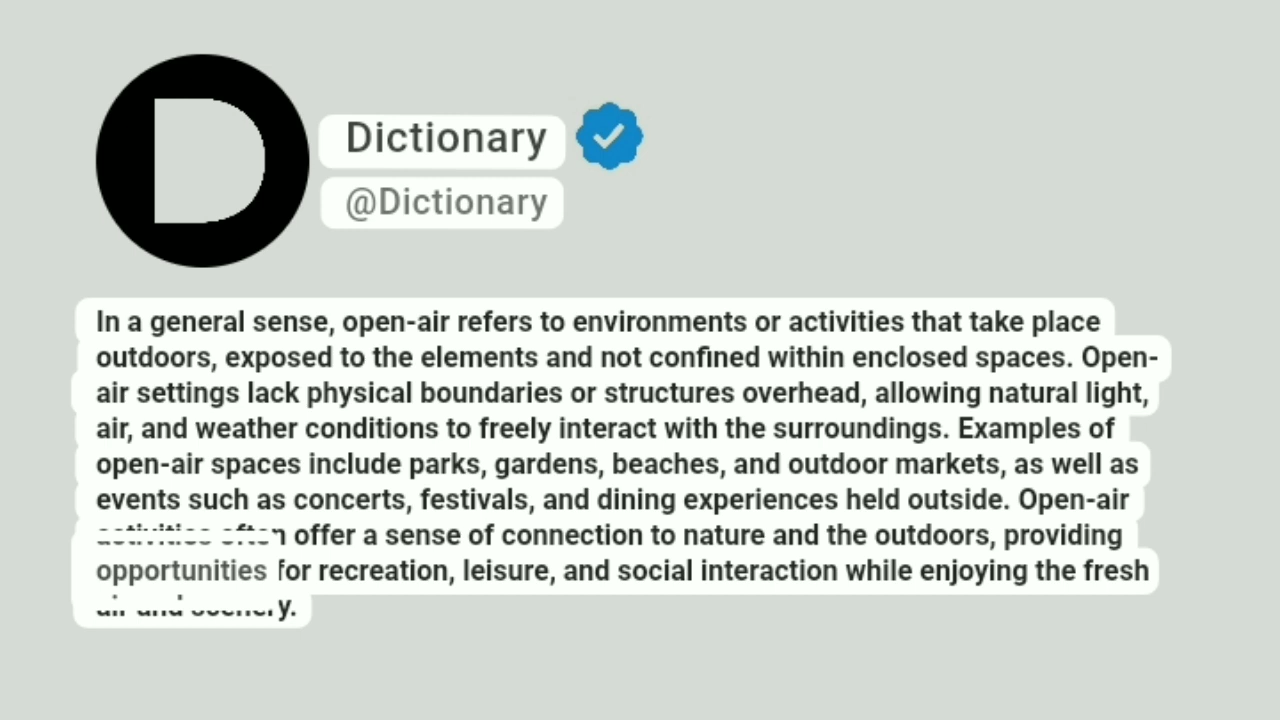 D
Dictionary
@Dictionary
In a general sense, open-air refers to environments or activities that take place
outdoors, exposed to the elements and not confined within enclosed spaces. Open-
air settings lack physical boundaries or structures overhead, allowing natural light,
air, and weather conditions to freely interact with the surroundings. Examples of
open-air spaces include parks, gardens, beaches, and outdoor markets, as well as
events such as concerts, festivals, and dining experiences held outside. Open-air
activities often offer a sense of connection to nature and the outdoors, providing
opportunities for recreation, leisure, and social interaction while enjoying the fresh
air and scenery.